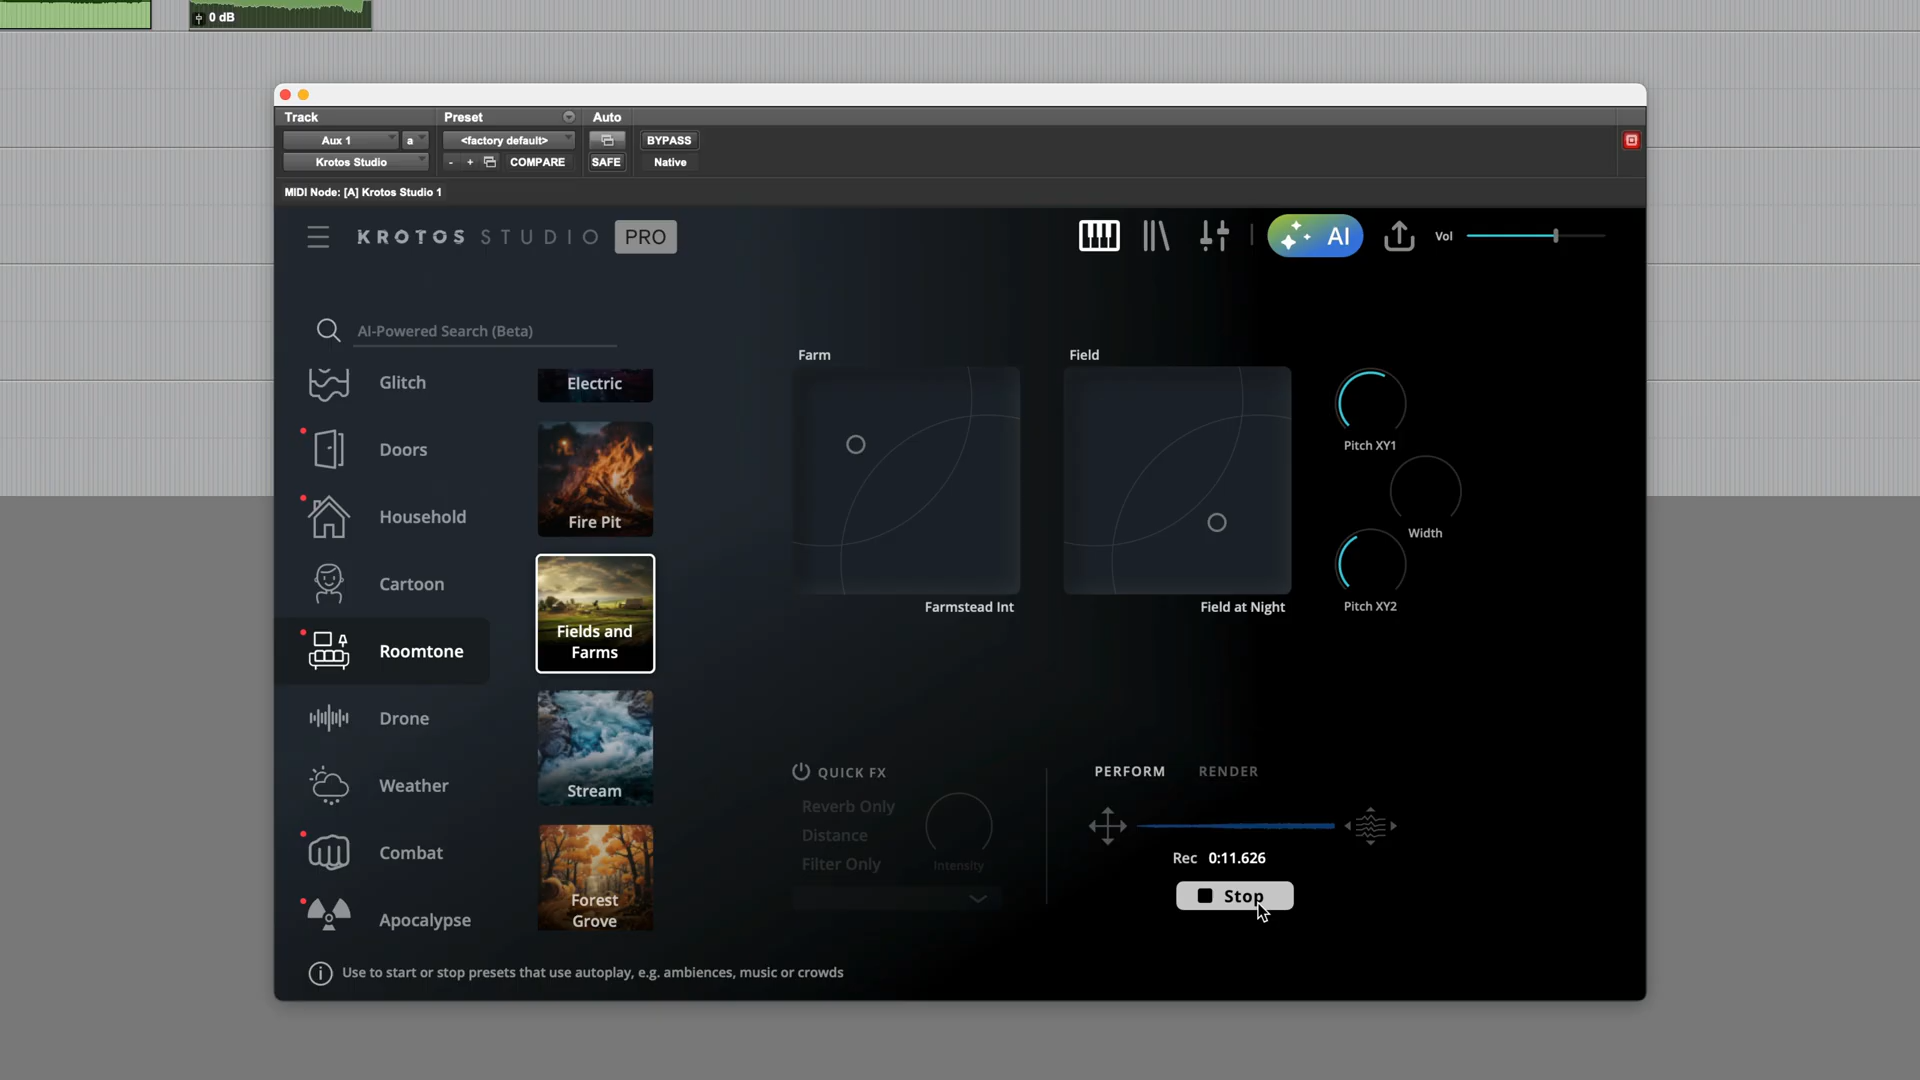 0 dB
Track
Preset
Auto
Aux 1
a
<factory default>
BYPASS
Krotos Studio
- +
COMPARE
SAFE
Native
MIDI Node: [A] Krotos Studio 1
KROTOS STUDIO PRO
AI
Vol
AI-Powered Search (Beta)
Glitch
Doors
Household
Cartoon
Roomtone
Drone
Weather
Combat
Apocalypse
Electric
Fire Pit
Fields and
Farms
Stream
Forest
Grove
Farm
Farmstead Int
Field
Field at Night
Pitch XY1
Width
Pitch XY2
QUICK FX
Reverb Only
Distance
Filter Only
Intensity
PERFORM
RENDER
Rec 0:11.626
Stop
Use to start or stop presets that use autoplay, e.g. ambiences, music or crowds